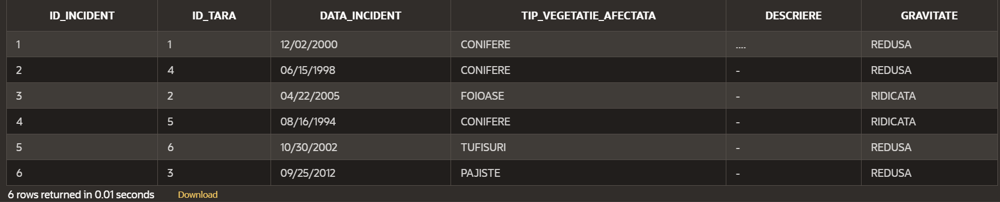 ID_INCIDENT ID_TARA DATA_INCIDENT TIP_VEGETATIE_AFECTATA DESCRIERE GRAVITATE
1 1 12/02/2000 CONIFERE .... REDUSA
2 4 06/15/1998 CONIFERE - REDUSA
3 2 04/22/2005 FOIOASE - RIDICATA
4 5 08/16/1994 CONIFERE - RIDICATA
5 6 10/30/2002 TUFISURI - REDUSA
6 3 09/25/2012 PAJISTE - REDUSA
6 rows returned in 0.01 seconds Download